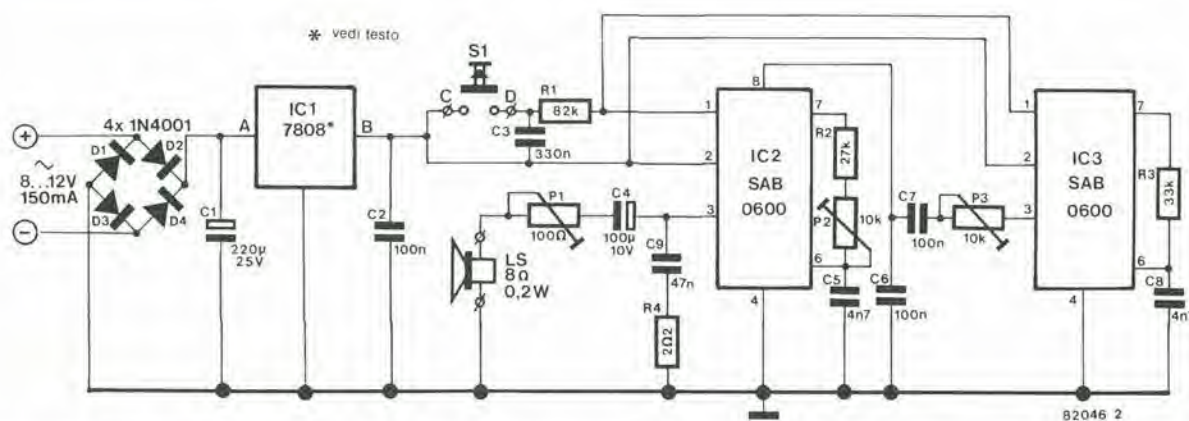 * vedi testo
4x 1N4001
D1
D2
D3
D4
+
~
8...12V
150mA
−
A
IC1
7808*
B
C1
220µ
25V
C2
100n
S1
C
D
C3
330n
R1
82k
LS
8Ω
0,2W
P1
100Ω
C4
100µ
10V
C9
47n
R4
2Ω2
1
2
3
4
8
7
6
IC2
SAB
0600
R2
27k
P2
10k
C5
4n7
C6
100n
C7
100n
P3
10k
1
2
3
4
7
6
IC3
SAB
0600
R3
33k
C8
4n7
82046 2